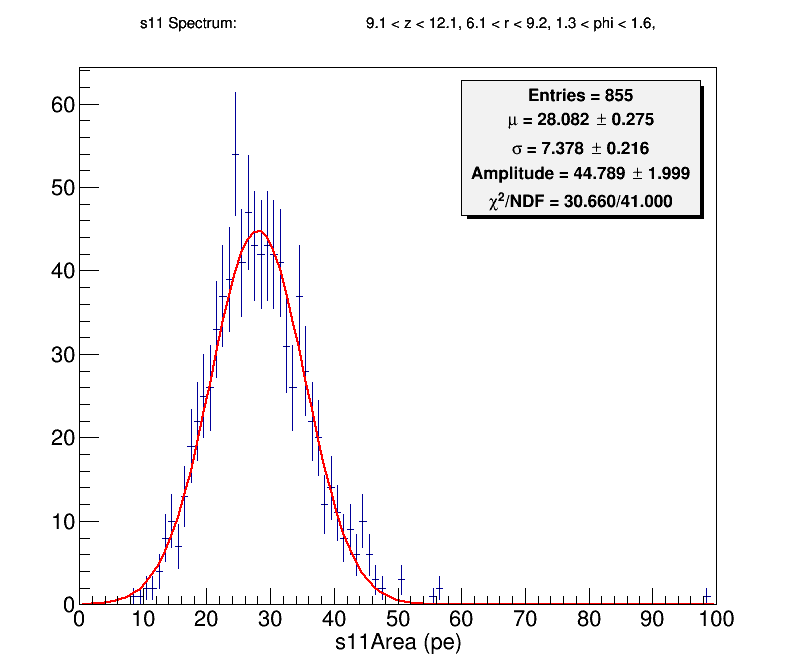 s11 Spectrum: 9.1 < z < 12.1, 6.1 < r < 9.2, 1.3 < phi < 1.6,
Entries = 855
μ = 28.082 ± 0.275
σ = 7.378 ± 0.216
Amplitude = 44.789 ± 1.999
χ²/NDF = 30.660/41.000
60
50
40
30
20
10
0
0 10 20 30 40 50 60 70 80 90 100
s11Area (pe)